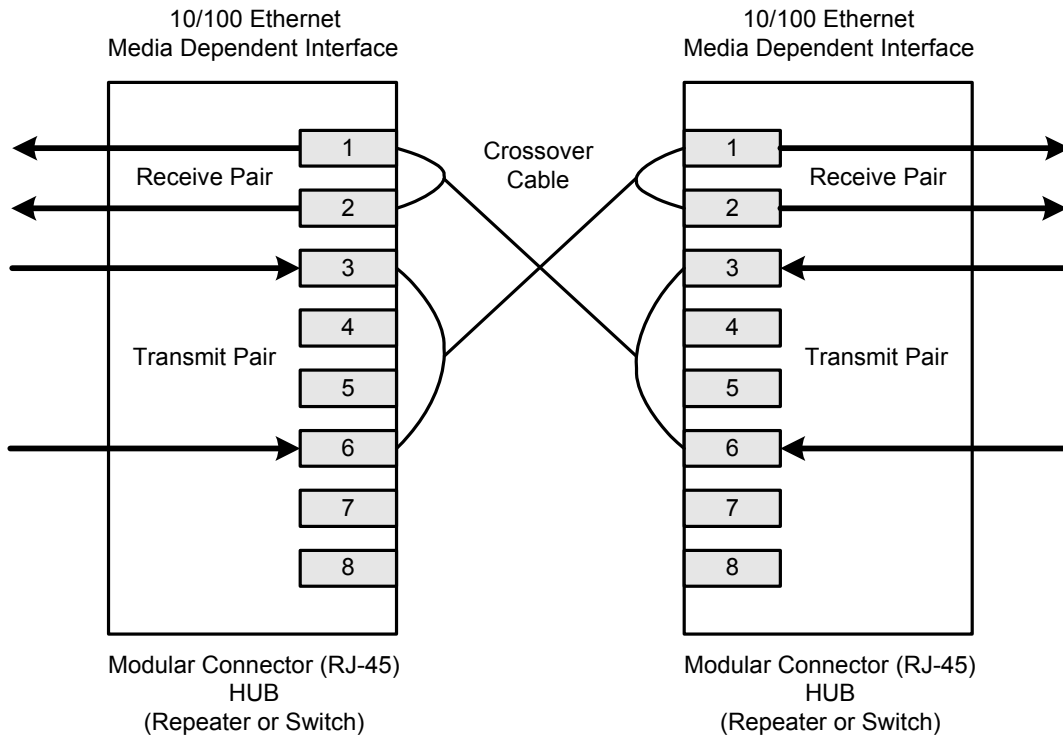 10/100 Ethernet
Media Dependent Interface
10/100 Ethernet
Media Dependent Interface
1
Receive Pair
2
3
4
Transmit Pair
5
6
7
8
Crossover
Cable
1
Receive Pair
2
3
4
Transmit Pair
5
6
7
8
Modular Connector (RJ-45)
HUB
(Repeater or Switch)
Modular Connector (RJ-45)
HUB
(Repeater or Switch)